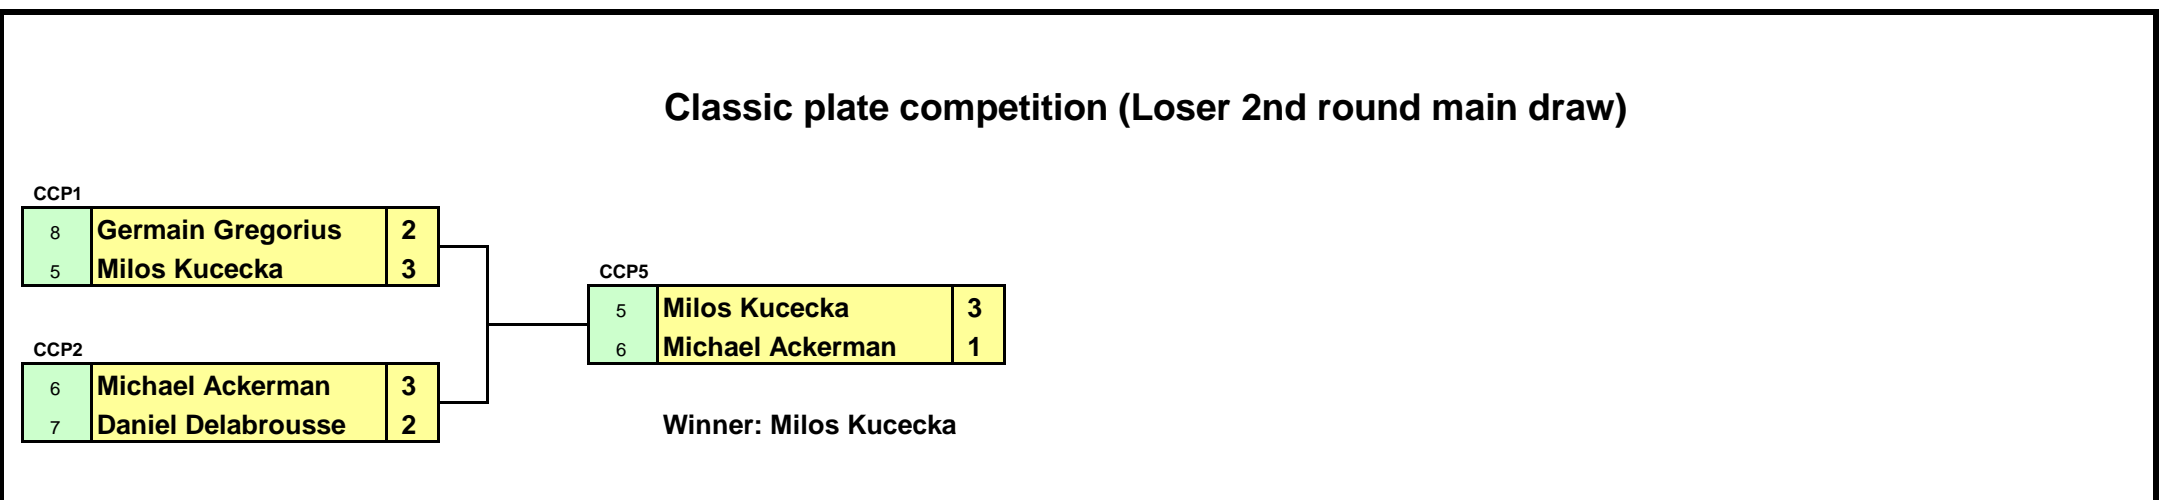 Classic plate competition (Loser 2nd round main draw)
CCP1
8 Germain Gregorius 2
5 Milos Kucecka 3
CCP5
5 Milos Kucecka 3
6 Michael Ackerman 1
CCP2
6 Michael Ackerman 3
7 Daniel Delabrousse 2
Winner: Milos Kucecka